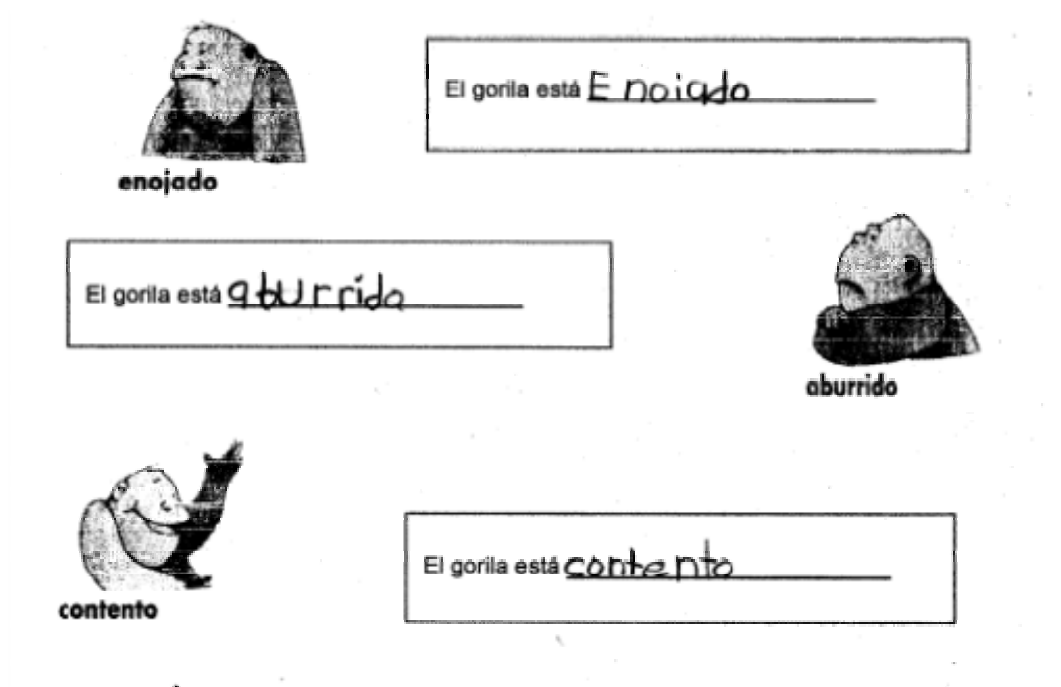 El gorila está Enoiado
enojado
El gorila está aburrido
aburrido
El gorila está contento
contento